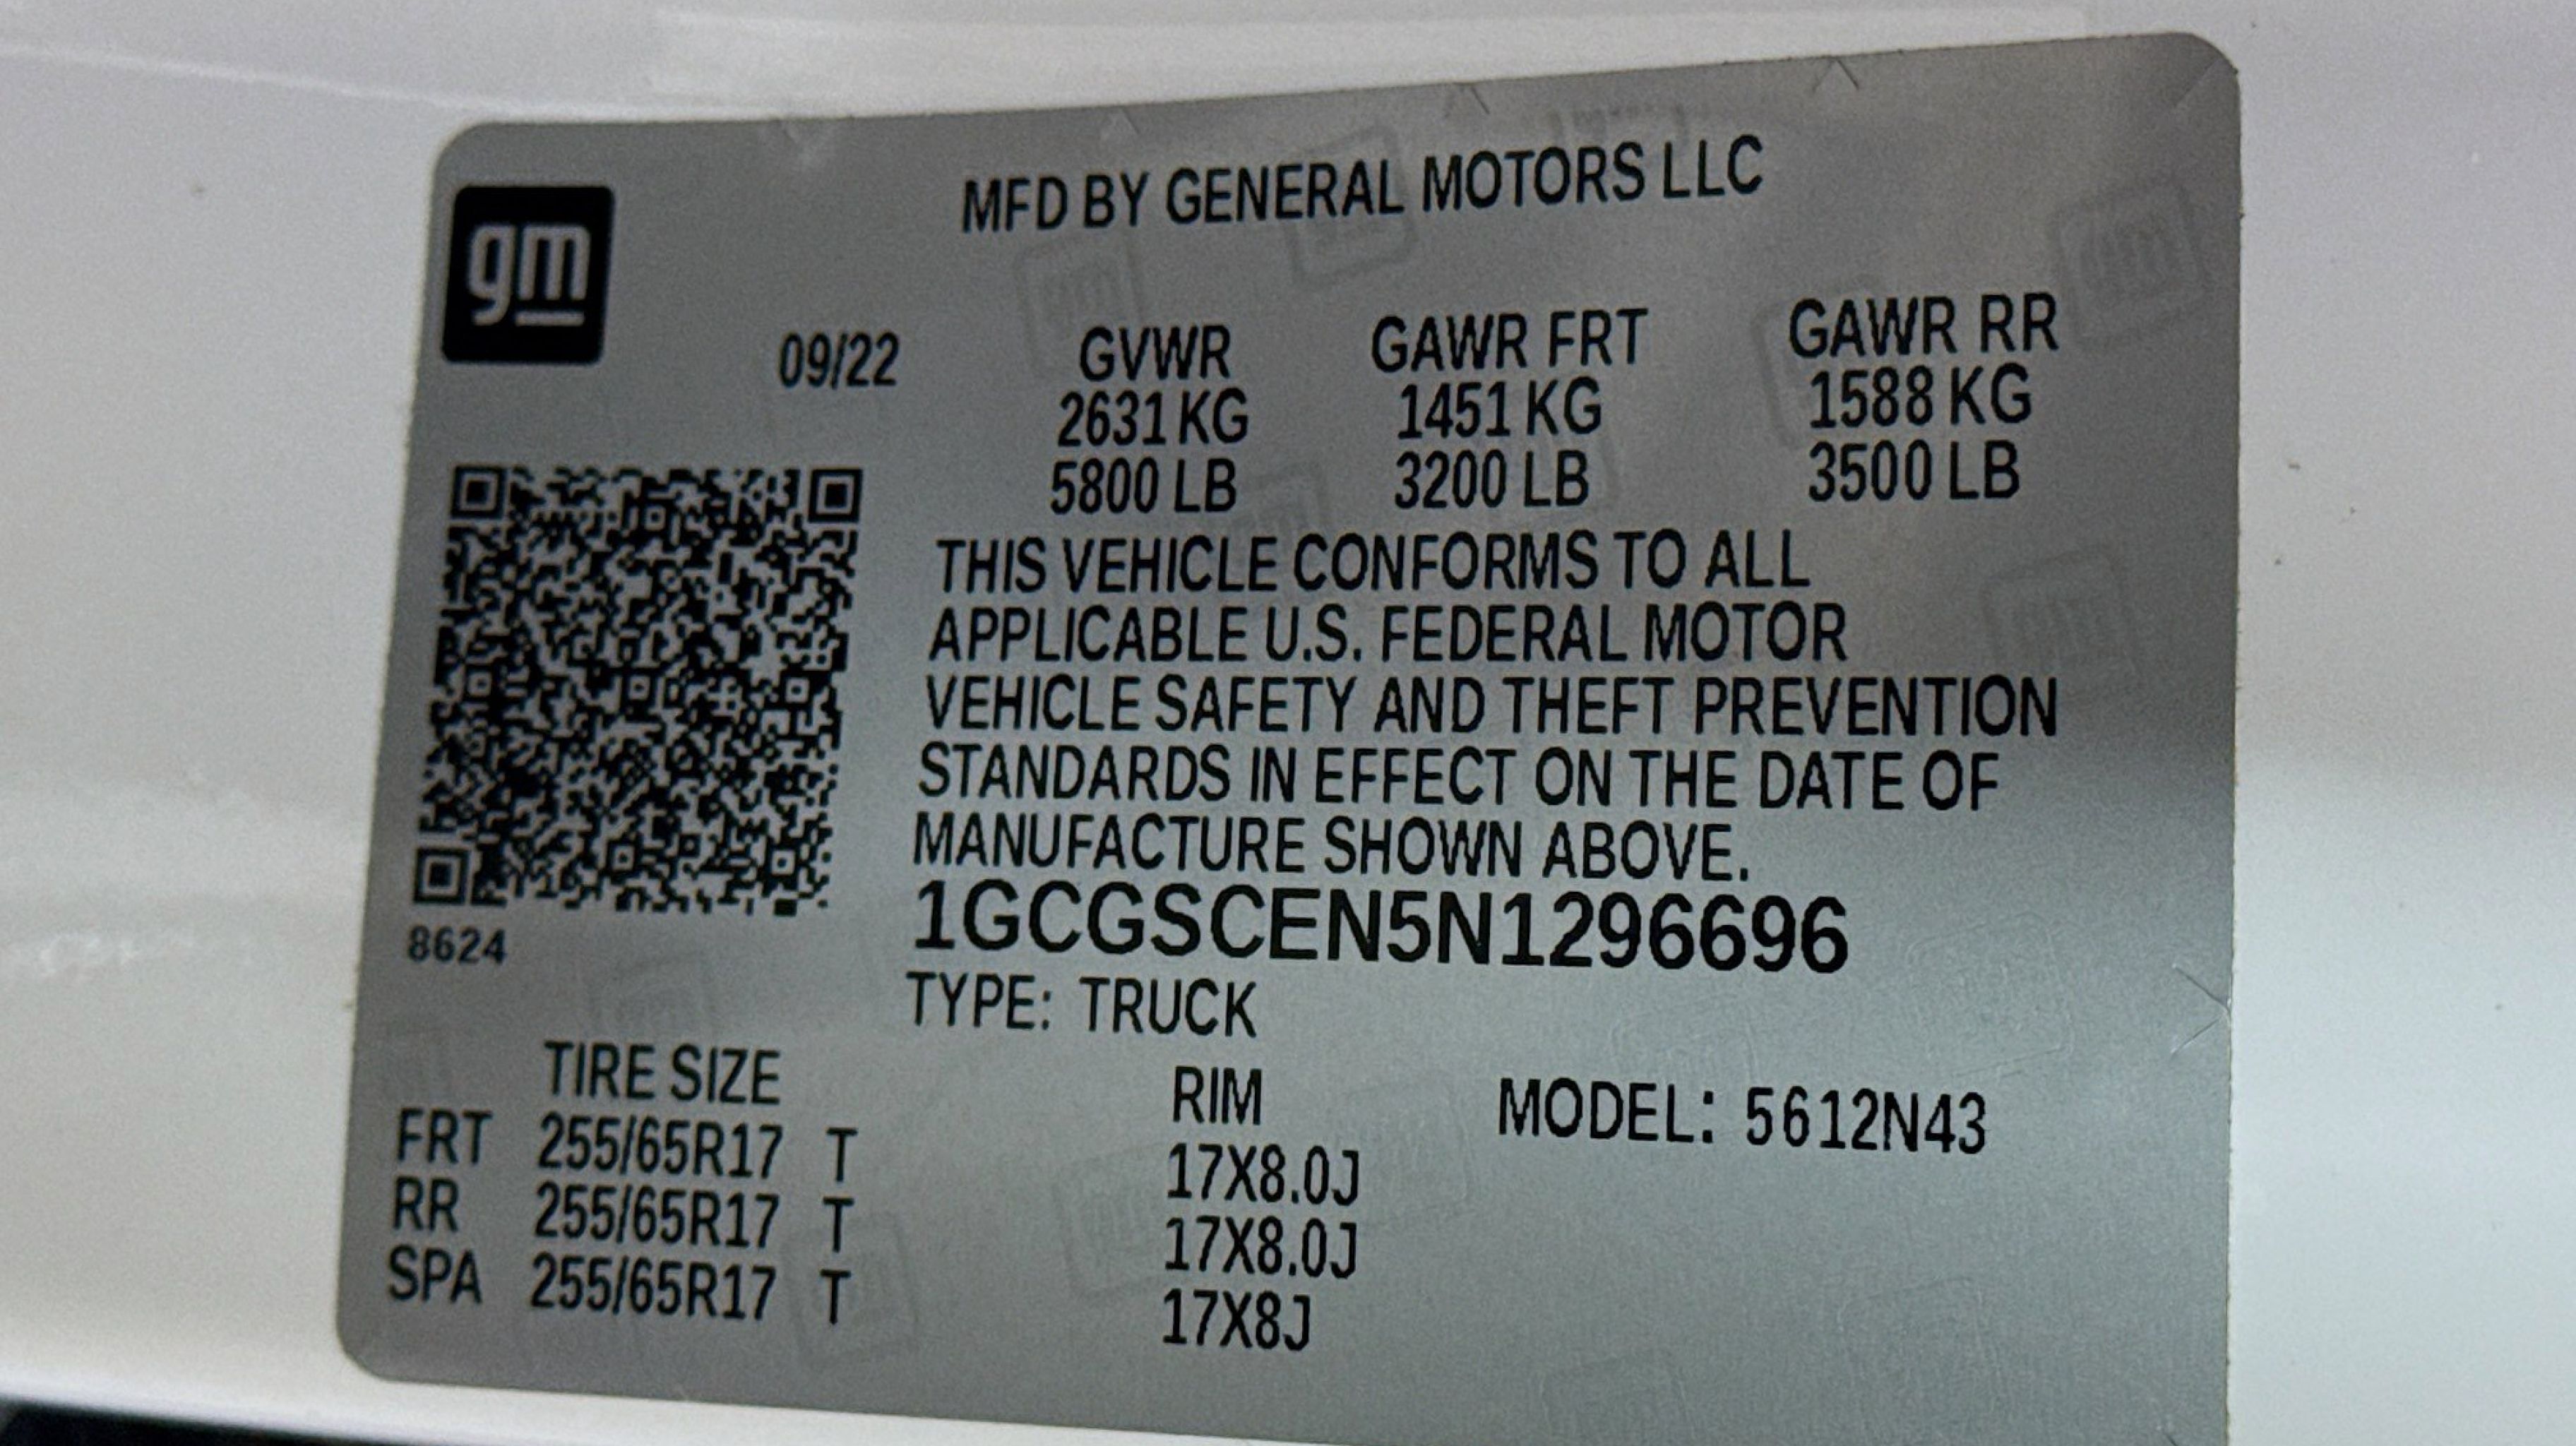 gm
MFD BY GENERAL MOTORS LLC
09/22
GVWR GAWR FRT GAWR RR
2631 KG 1451 KG 1588 KG
5800 LB 3200 LB 3500 LB
THIS VEHICLE CONFORMS TO ALL
APPLICABLE U.S. FEDERAL MOTOR
VEHICLE SAFETY AND THEFT PREVENTION
STANDARDS IN EFFECT ON THE DATE OF
MANUFACTURE SHOWN ABOVE.
1GCGSCEN5N1296696
8624
TYPE: TRUCK
TIRE SIZE RIM MODEL: 5612N43
FRT 255/65R17 T 17X8.0J
RR 255/65R17 T 17X8.0J
SPA 255/65R17 T 17X8J